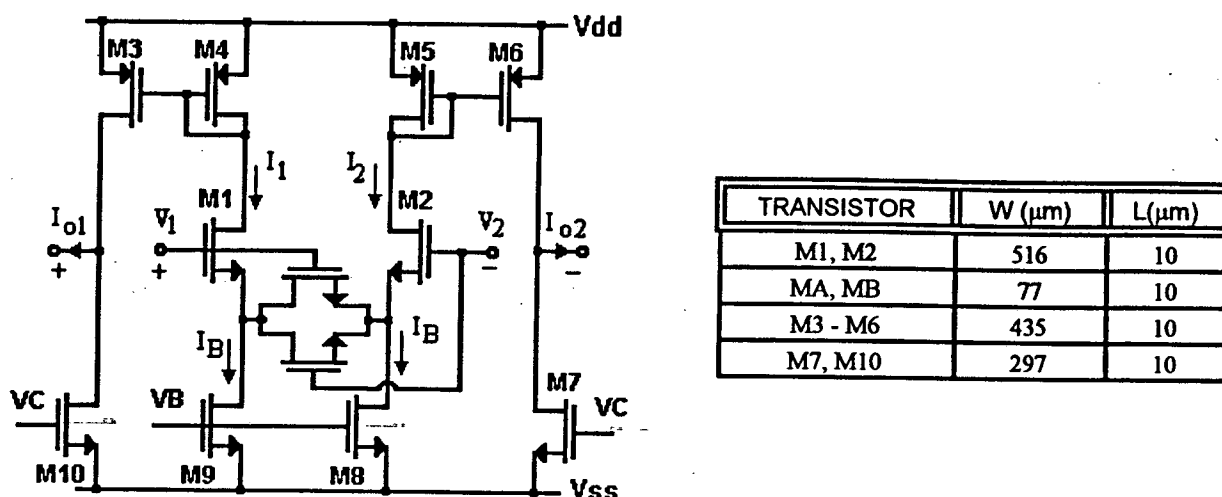 Vdd
M3
M4
M5
M6
I1
I2
M1
M2
Io1
V1
V2
Io2
+
+
−
−
IB
IB
VC
VB
M7
VC
M10
M9
M8
Vss
TRANSISTOR W (μm) L(μm)
M1, M2 516 10
MA, MB 77 10
M3 - M6 435 10
M7, M10 297 10